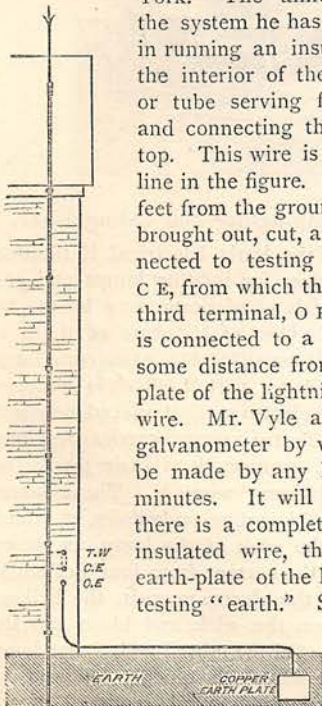 York. The
the system he has
in running an insu
the interior of the
or tube serving f
and connecting th
top. This wire is
line in the figure.
feet from the groun
brought out, cut, a
nected to testing
C E, from which th
third terminal, O E
is connected to a
some distance from
plate of the lightni
wire. Mr. Vyle a
galvanometer by v
be made by any
minutes. It will
there is a complet
insulated wire, th
earth-plate of the l
testing “earth.” S
T.W
C.E
O.E
EARTH
COPPER
EARTH PLATE